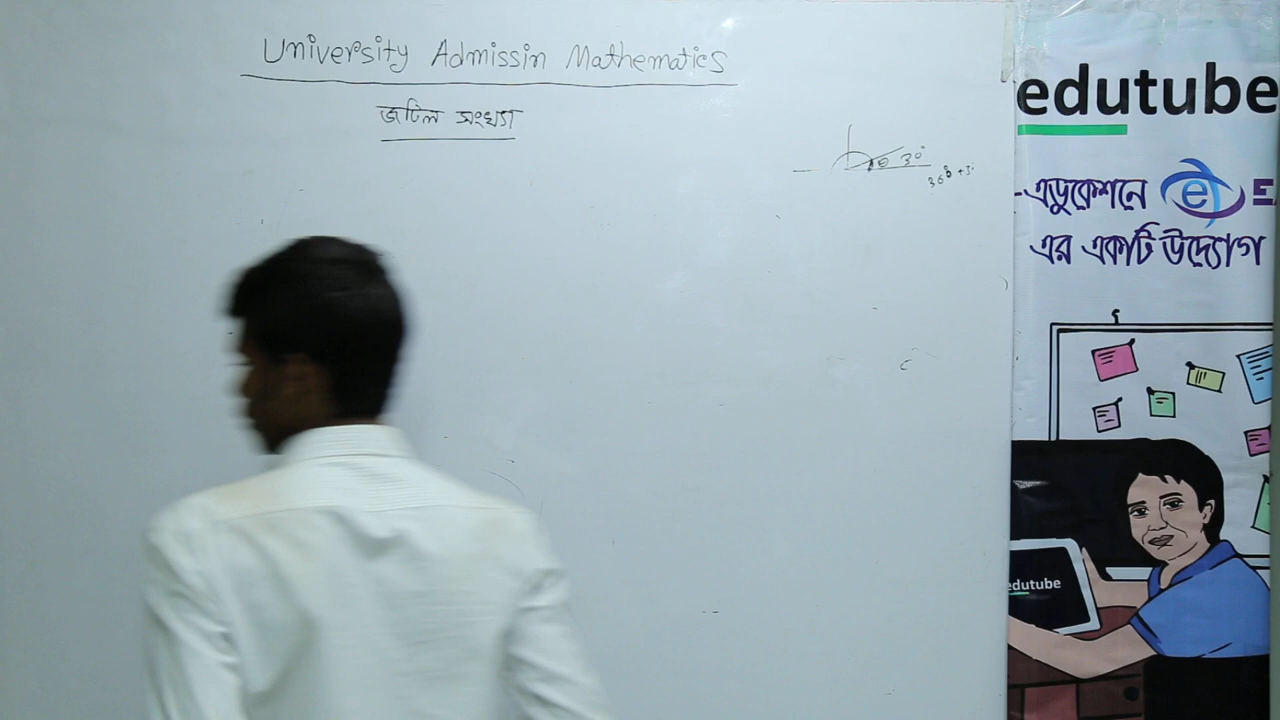 University Admissin Mathematics
জটিল সংখ্যা
θ 30°
edutube
-এডুকেশনে e
এর একটি উদ্যোগ
edutube